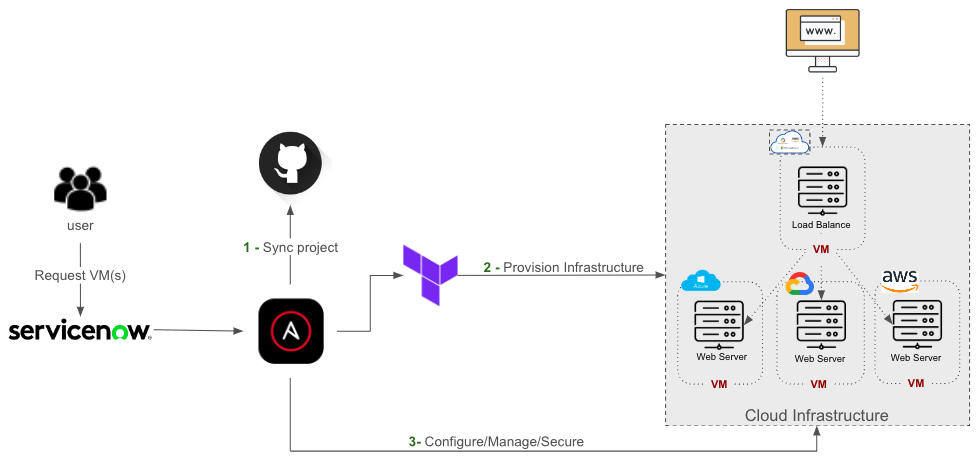 www.
user
Request VM(s)
servicenow
1 - Sync project
2 - Provision Infrastructure
3- Configure/Manage/Secure
Load Balance
VM
Azure
aws
Web Server
VM
Web Server
VM
Web Server
VM
Cloud Infrastructure